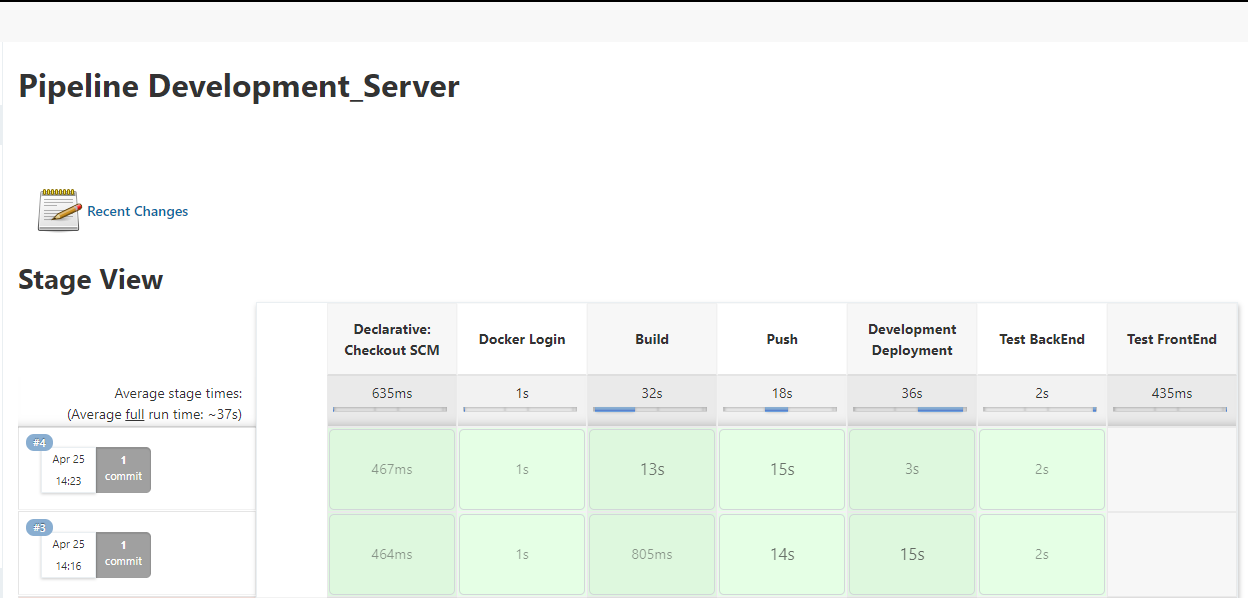 Pipeline Development_Server
Recent Changes
Stage View
Declarative:
Checkout SCM
Docker Login
Build
Push
Development
Deployment
Test BackEnd
Test FrontEnd
Average stage times:
(Average full run time: ~37s)
635ms
1s
32s
18s
36s
2s
435ms
#4
Apr 25
14:23
1
commit
467ms
1s
13s
15s
3s
2s
#3
Apr 25
14:16
1
commit
464ms
1s
805ms
14s
15s
2s